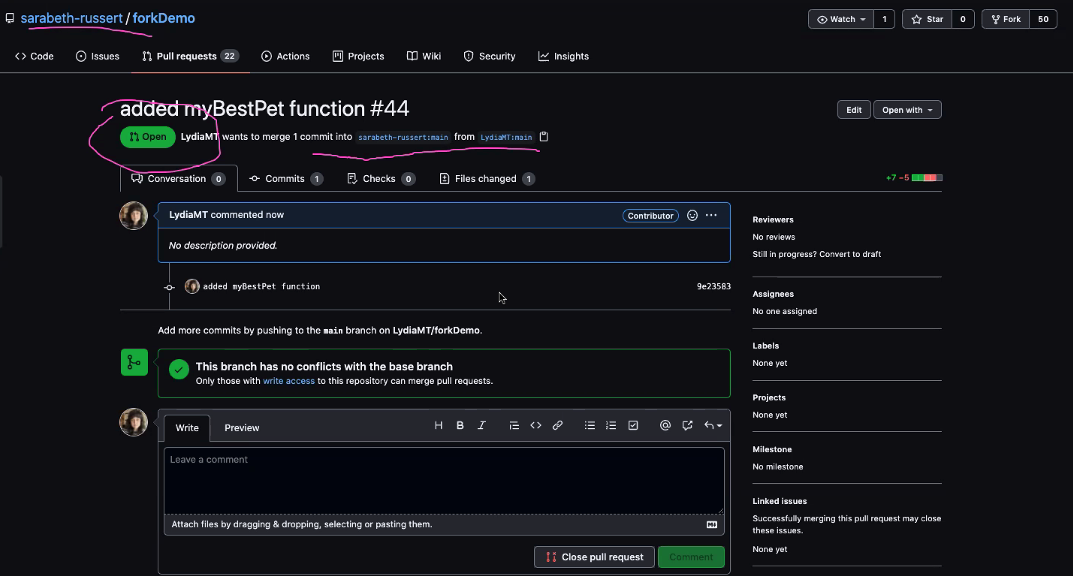 sarabeth-russert / forkDemo
Watch 1 Star 0 Fork 50
Code Issues Pull requests 22 Actions Projects Wiki Security Insights
added myBestPet function #44
Edit Open with
Open LydiaMT wants to merge 1 commit into sarabeth-russert:main from LydiaMT:main
Conversation 0 Commits 1 Checks 0 Files changed 1 +7 −5
LydiaMT commented now Contributor
No description provided.
added myBestPet function 9e23583
Add more commits by pushing to the main branch on LydiaMT/forkDemo.
This branch has no conflicts with the base branch
Only those with write access to this repository can merge pull requests.
Write Preview H B I
Leave a comment
Attach files by dragging & dropping, selecting or pasting them.
Close pull request Comment
Reviewers
No reviews
Still in progress? Convert to draft
Assignees
No one assigned
Labels
None yet
Projects
None yet
Milestone
No milestone
Linked issues
Successfully merging this pull request may close
these issues.
None yet